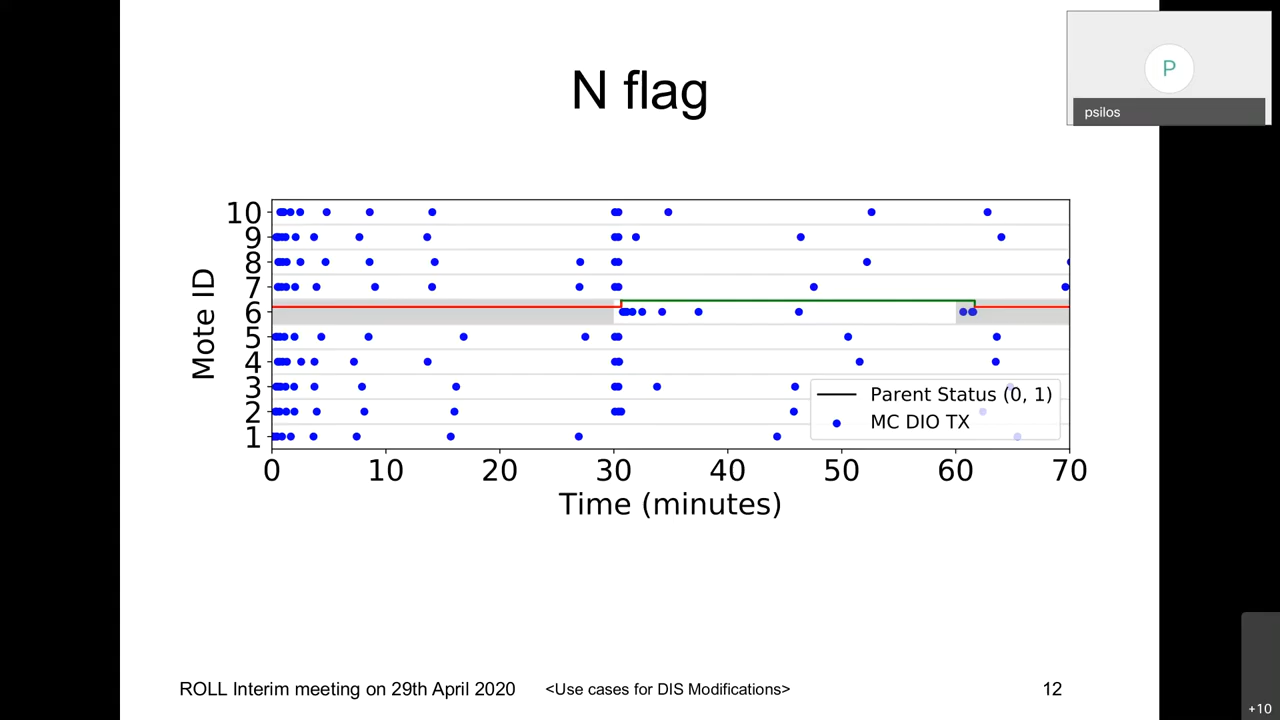 N flag
P
psilos
10
9
8
7
6
5
4
3
2
1
Mote ID
Parent Status (0, 1)
MC DIO TX
0 10 20 30 40 50 60 70
Time (minutes)
ROLL Interim meeting on 29th April 2020 <Use cases for DIS Modifications> 12
+10